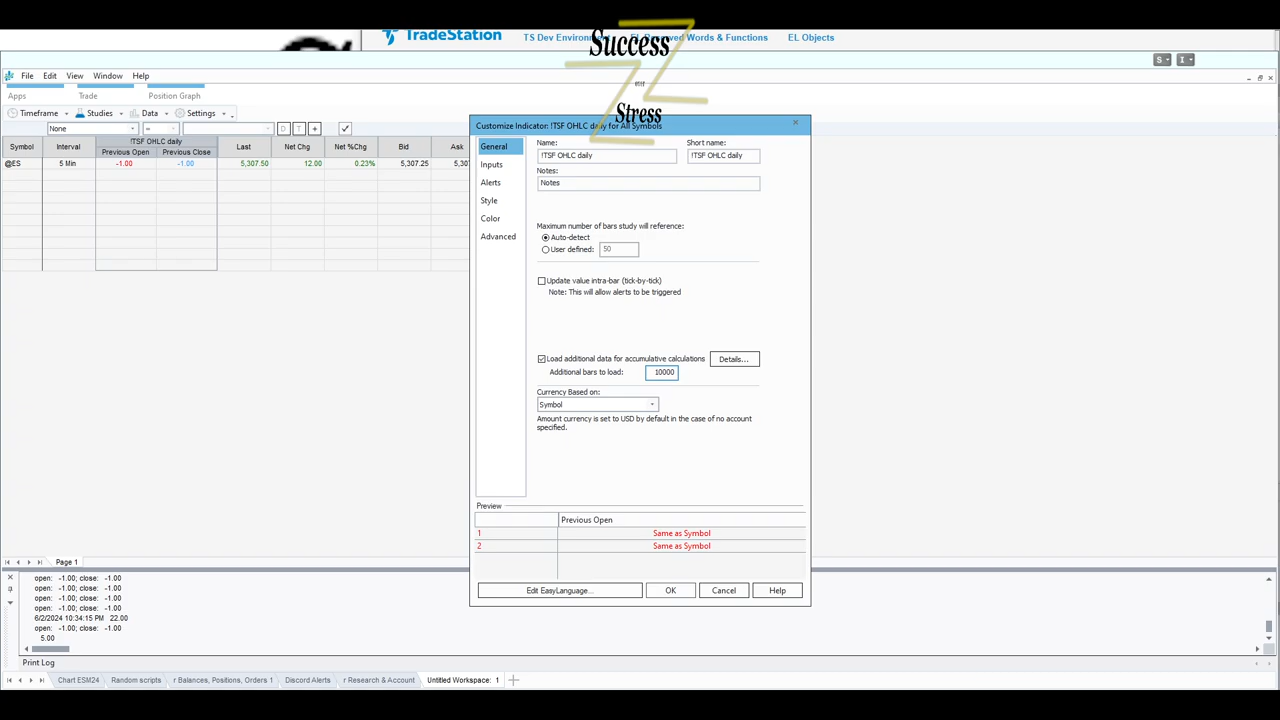 TradeStation
TS Dev Environment
EL Reserved Words & Functions
EL Objects
Success
Stress
S
I
File Edit View Window Help
Apps Trade Position Graph
Timeframe Studies Data Settings
None = D T +
!TSF OHLC daily
Symbol Interval Previous Open Previous Close Last Net Chg Net %Chg Bid Ask
@ES 5 Min -1.00 -1.00 5,307.50 12.00 0.23% 5,307.25 5,30
Customize Indicator: !TSF OHLC daily for All Symbols
General
Inputs
Alerts
Style
Color
Advanced
Name: Short name:
!TSF OHLC daily !TSF OHLC daily
Notes:
Notes
Maximum number of bars study will reference:
Auto-detect
User defined: 50
Update value intra-bar (tick-by-tick)
Note: This will allow alerts to be triggered
Load additional data for accumulative calculations Details...
Additional bars to load: 10000
Currency Based on:
Symbol
Amount currency is set to USD by default in the case of no account
specified.
Preview
Previous Open
1 Same as Symbol
2 Same as Symbol
Edit EasyLanguage... OK Cancel Help
Page 1
open: -1.00; close: -1.00
open: -1.00; close: -1.00
open: -1.00; close: -1.00
open: -1.00; close: -1.00
6/2/2024 10:34:15 PM 22.00
open: -1.00; close: -1.00
5.00
Print Log
Chart ESM24 Random scripts r Balances, Positions, Orders 1 Discord Alerts r Research & Account Untitled Workspace: 1